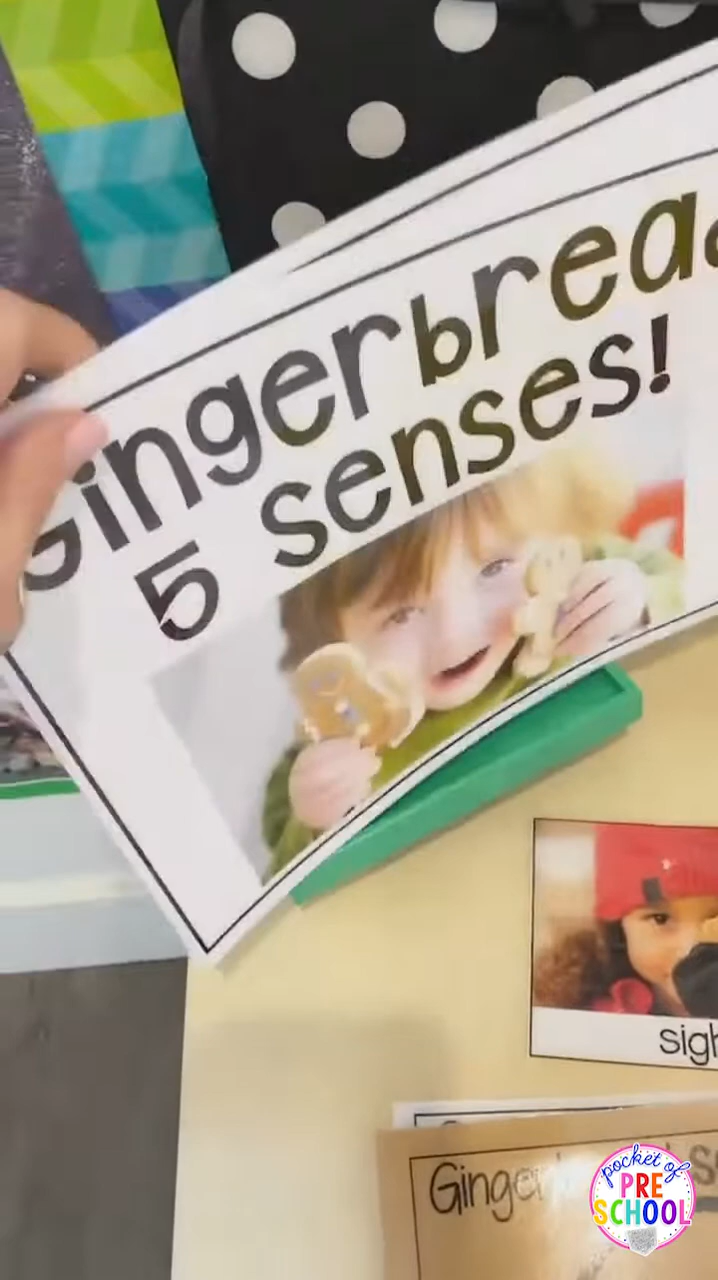 Gingerbread
5 senses!
sigh
Ginger
pocket of
PRE
SCHOOL